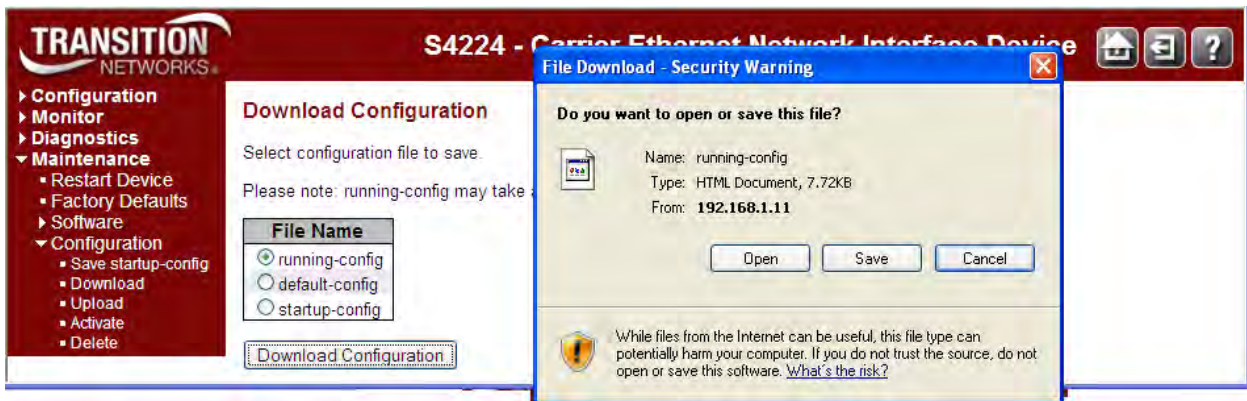 TRANSITION
NETWORKS®
S4224 - Carrier Ethernet Network Interface Device
Configuration
Monitor
Diagnostics
Maintenance
Restart Device
Factory Defaults
Software
Configuration
Save startup-config
Download
Upload
Activate
Delete
Download Configuration
Select configuration file to save.
Please note: running-config may take
File Name
running-config
default-config
startup-config
Download Configuration
File Download - Security Warning
Do you want to open or save this file?
Name: running-config
Type: HTML Document, 7.72KB
From: 192.168.1.11
Open Save Cancel
While files from the Internet can be useful, this file type can
potentially harm your computer. If you do not trust the source, do not
open or save this software. What's the risk?